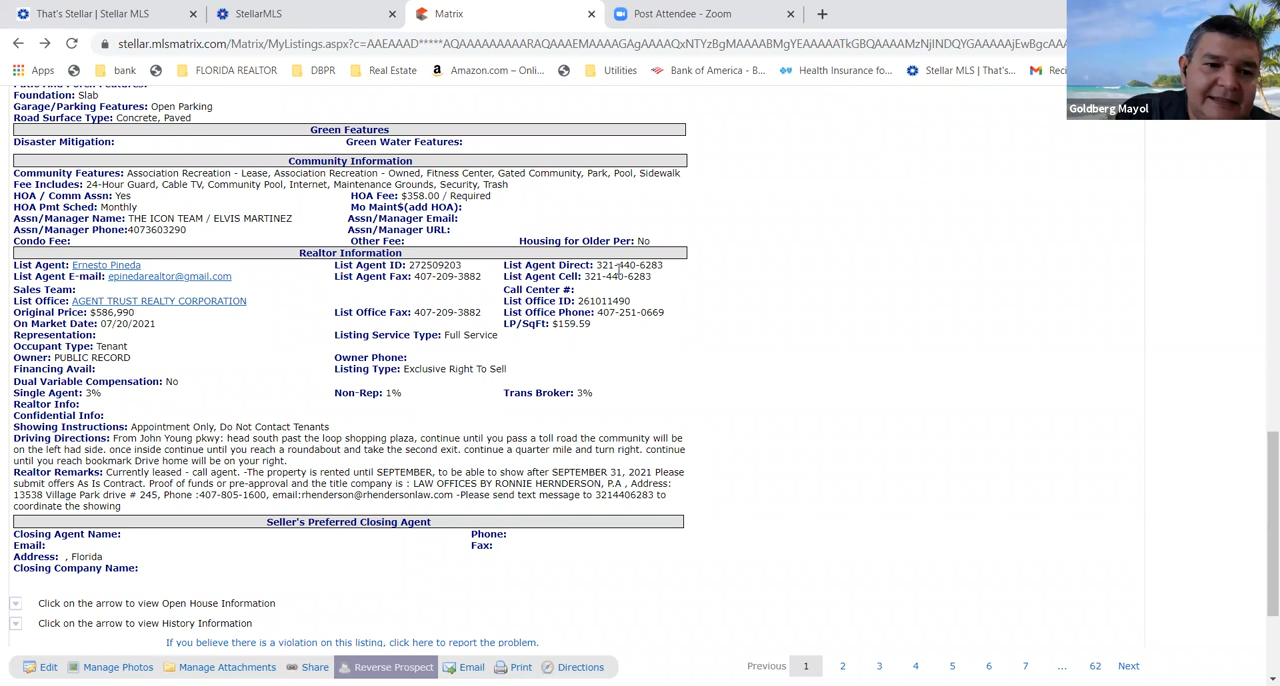 That's Stellar | Stellar MLS
StellarMLS
Matrix
Post Attendee - Zoom
stellar.mlsmatrix.com/Matrix/MyListings.aspx?c=
Apps bank FLORIDA REALTOR DBPR Real Estate Amazon.com – Onli... Utilities Bank of America - B... Health Insurance fo... Stellar MLS | That's...
Goldberg Mayol
Foundation: Slab
Garage/Parking Features: Open Parking
Road Surface Type: Concrete, Paved
Green Features
Disaster Mitigation: Green Water Features:
Community Information
Community Features: Association Recreation - Lease, Association Recreation - Owned, Fitness Center, Gated Community, Park, Pool, Sidewalk
Fee Includes: 24-Hour Guard, Cable TV, Community Pool, Internet, Maintenance Grounds, Security, Trash
HOA / Comm Assn: Yes HOA Fee: $358.00 / Required
HOA Pmt Sched: Monthly Mo Maint$(add HOA):
Assn/Manager Name: THE ICON TEAM / ELVIS MARTINEZ Assn/Manager Email:
Assn/Manager Phone:4073603290 Assn/Manager URL:
Condo Fee: Other Fee: Housing for Older Per: No
Realtor Information
List Agent: Ernesto Pineda List Agent ID: 272509203 List Agent Direct: 321-440-6283
List Agent E-mail: epinedarealtor@gmail.com List Agent Fax: 407-209-3882 List Agent Cell: 321-440-6283
Sales Team: Call Center #:
List Office: AGENT TRUST REALTY CORPORATION List Office ID: 261011490
Original Price: $586,990 List Office Fax: 407-209-3882 List Office Phone: 407-251-0669
On Market Date: 07/20/2021 LP/SqFt: $159.59
Representation: Listing Service Type: Full Service
Occupant Type: Tenant
Owner: PUBLIC RECORD Owner Phone:
Financing Avail: Listing Type: Exclusive Right To Sell
Dual Variable Compensation: No
Single Agent: 3% Non-Rep: 1% Trans Broker: 3%
Realtor Info:
Confidential Info:
Showing Instructions: Appointment Only, Do Not Contact Tenants
Driving Directions: From John Young pkwy: head south past the loop shopping plaza, continue until you pass a toll road the community will be
on the left had side. once inside continue until you reach a roundabout and take the second exit. continue a quarter mile and turn right. continue
until you reach bookmark Drive home will be on your right.
Realtor Remarks: Currently leased - call agent. -The property is rented until SEPTEMBER, to be able to show after SEPTEMBER 31, 2021 Please
submit offers As Is Contract. Proof of funds or pre-approval and the title company is : LAW OFFICES BY RONNIE HERNDERSON, P.A , Address:
13538 Village Park drive # 245, Phone :407-805-1600, email:rhenderson@rhendersonlaw.com -Please send text message to 3214406283 to
coordinate the showing
Seller's Preferred Closing Agent
Closing Agent Name: Phone:
Email: Fax:
Address: , Florida
Closing Company Name:
Click on the arrow to view Open House Information
Click on the arrow to view History Information
If you believe there is a violation on this listing, click here to report the problem.
Edit Manage Photos Manage Attachments Share Reverse Prospect Email Print Directions Previous 1 2 3 4 5 6 7 ... 62 Next